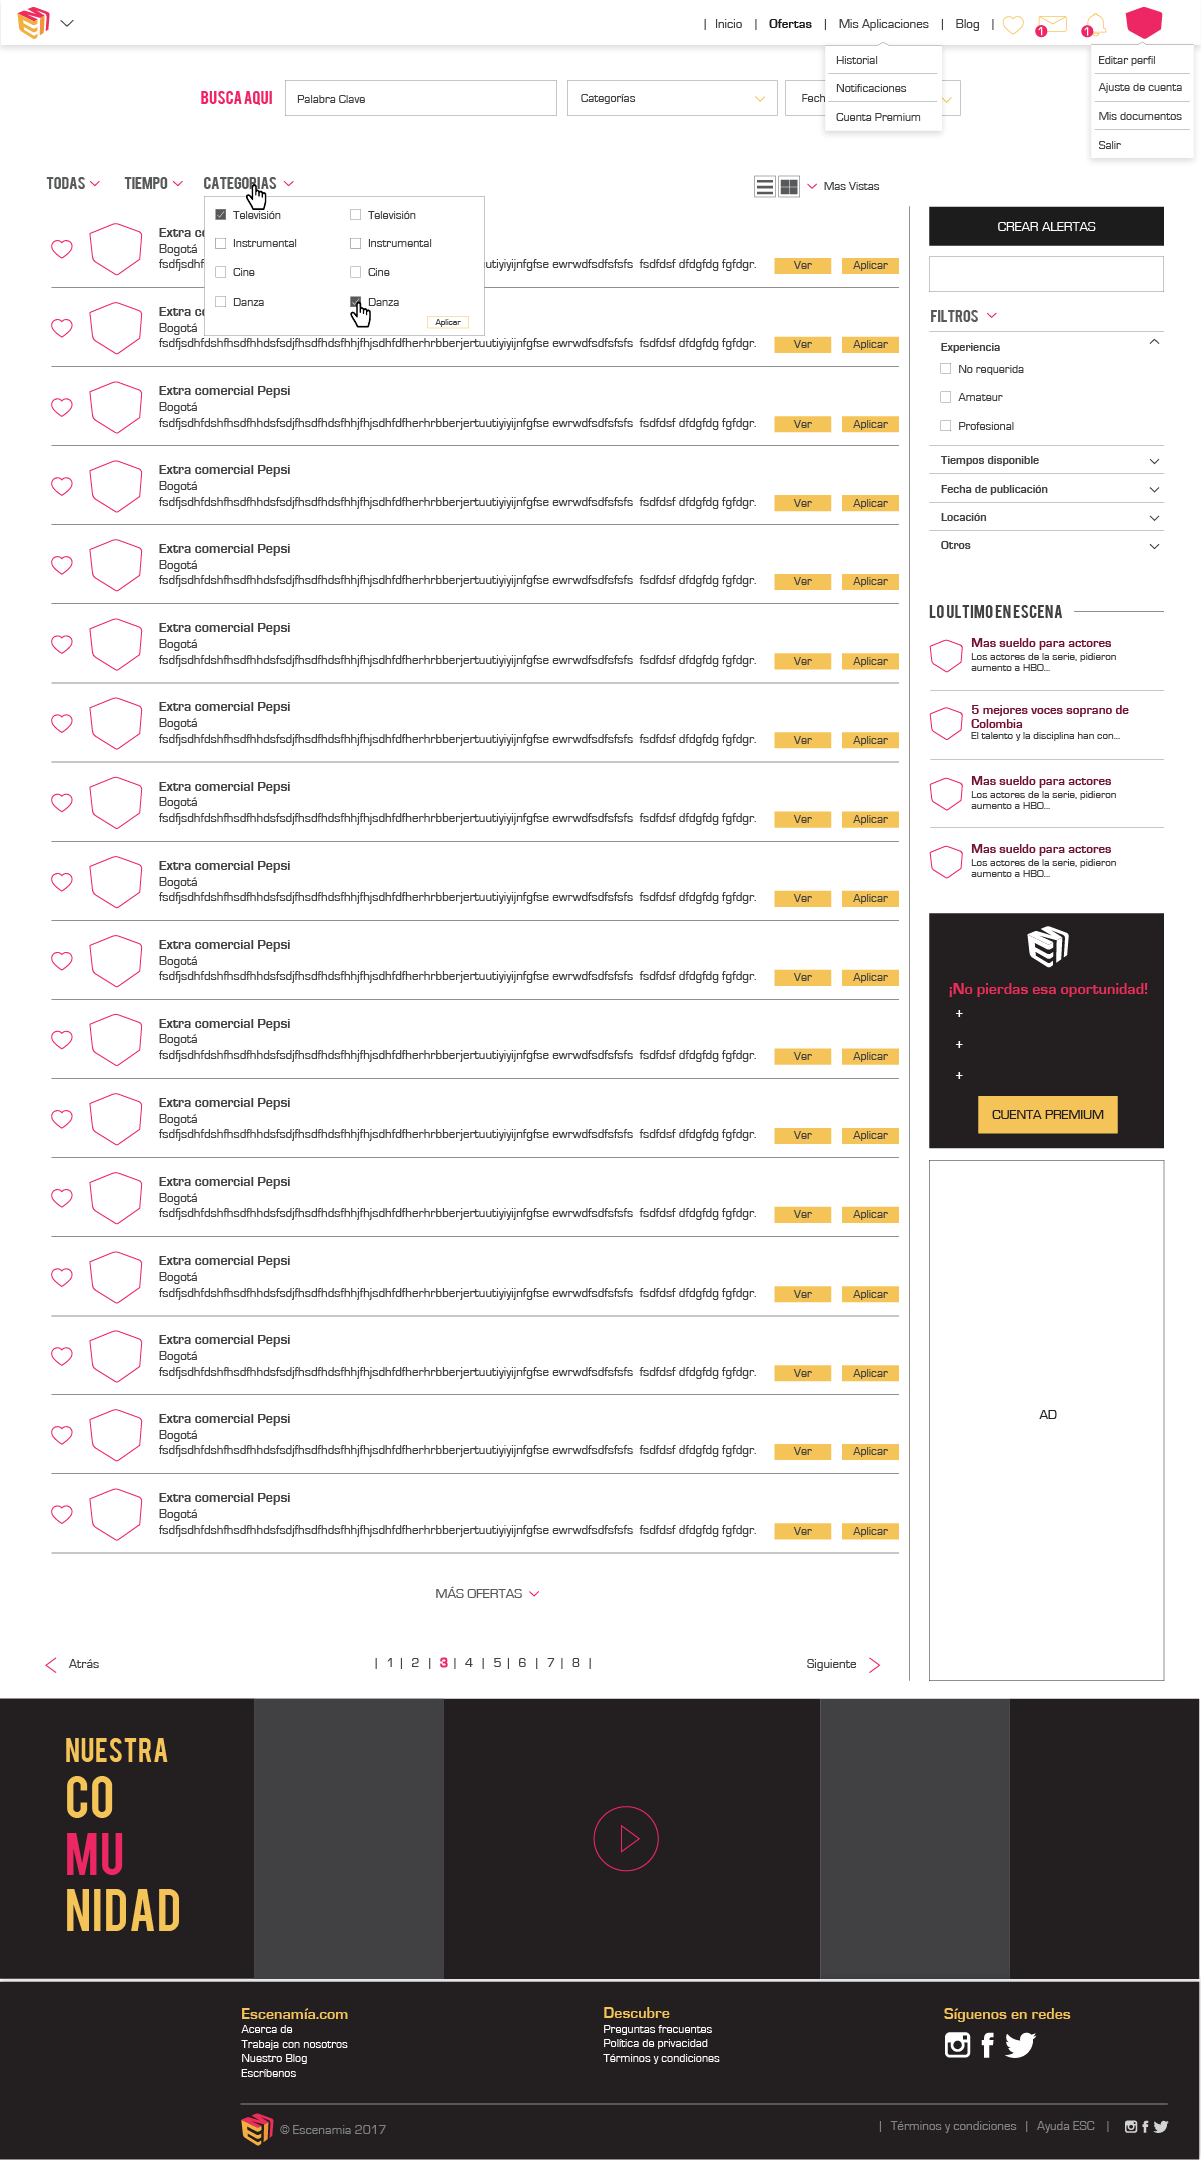 | Inicio | Ofertas | Mis Aplicaciones | Blog |
1
1
Historial
Notificaciones
Cuenta Premium
Editar perfil
Ajuste de cuenta
Mis documentos
Salir
BUSCA AQUI
Palabra Clave
Categorías
Fech
TODAS
TIEMPO
CATEGORIAS
Mas Vistas
Televisión
Televisión
Instrumental
Instrumental
Cine
Cine
Danza
Danza
Aplicar
Extra c
Bogotá
Ver
Aplicar
Extra c
Bogotá
fsdfjsdhfdshfhsdfhhdsfsdjfhsdfhdsfhhjfhjsdhfdfherhrbberjertuutiyiyijnfgfse ewrwdfsdfsfsfs fsdfdsf dfdgfdg fgfdgr.
Ver
Aplicar
Extra comercial Pepsi
Bogotá
fsdfjsdhfdshfhsdfhhdsfsdjfhsdfhdsfhhjfhjsdhfdfherhrbberjertuutiyiyijnfgfse ewrwdfsdfsfsfs fsdfdsf dfdgfdg fgfdgr.
Ver
Aplicar
Extra comercial Pepsi
Bogotá
fsdfjsdhfdshfhsdfhhdsfsdjfhsdfhdsfhhjfhjsdhfdfherhrbberjertuutiyiyijnfgfse ewrwdfsdfsfsfs fsdfdsf dfdgfdg fgfdgr.
Ver
Aplicar
Extra comercial Pepsi
Bogotá
fsdfjsdhfdshfhsdfhhdsfsdjfhsdfhdsfhhjfhjsdhfdfherhrbberjertuutiyiyijnfgfse ewrwdfsdfsfsfs fsdfdsf dfdgfdg fgfdgr.
Ver
Aplicar
Extra comercial Pepsi
Bogotá
fsdfjsdhfdshfhsdfhhdsfsdjfhsdfhdsfhhjfhjsdhfdfherhrbberjertuutiyiyijnfgfse ewrwdfsdfsfsfs fsdfdsf dfdgfdg fgfdgr.
Ver
Aplicar
Extra comercial Pepsi
Bogotá
fsdfjsdhfdshfhsdfhhdsfsdjfhsdfhdsfhhjfhjsdhfdfherhrbberjertuutiyiyijnfgfse ewrwdfsdfsfsfs fsdfdsf dfdgfdg fgfdgr.
Ver
Aplicar
Extra comercial Pepsi
Bogotá
fsdfjsdhfdshfhsdfhhdsfsdjfhsdfhdsfhhjfhjsdhfdfherhrbberjertuutiyiyijnfgfse ewrwdfsdfsfsfs fsdfdsf dfdgfdg fgfdgr.
Ver
Aplicar
Extra comercial Pepsi
Bogotá
fsdfjsdhfdshfhsdfhhdsfsdjfhsdfhdsfhhjfhjsdhfdfherhrbberjertuutiyiyijnfgfse ewrwdfsdfsfsfs fsdfdsf dfdgfdg fgfdgr.
Ver
Aplicar
Extra comercial Pepsi
Bogotá
fsdfjsdhfdshfhsdfhhdsfsdjfhsdfhdsfhhjfhjsdhfdfherhrbberjertuutiyiyijnfgfse ewrwdfsdfsfsfs fsdfdsf dfdgfdg fgfdgr.
Ver
Aplicar
Extra comercial Pepsi
Bogotá
fsdfjsdhfdshfhsdfhhdsfsdjfhsdfhdsfhhjfhjsdhfdfherhrbberjertuutiyiyijnfgfse ewrwdfsdfsfsfs fsdfdsf dfdgfdg fgfdgr.
Ver
Aplicar
Extra comercial Pepsi
Bogotá
fsdfjsdhfdshfhsdfhhdsfsdjfhsdfhdsfhhjfhjsdhfdfherhrbberjertuutiyiyijnfgfse ewrwdfsdfsfsfs fsdfdsf dfdgfdg fgfdgr.
Ver
Aplicar
Extra comercial Pepsi
Bogotá
fsdfjsdhfdshfhsdfhhdsfsdjfhsdfhdsfhhjfhjsdhfdfherhrbberjertuutiyiyijnfgfse ewrwdfsdfsfsfs fsdfdsf dfdgfdg fgfdgr.
Ver
Aplicar
Extra comercial Pepsi
Bogotá
fsdfjsdhfdshfhsdfhhdsfsdjfhsdfhdsfhhjfhjsdhfdfherhrbberjertuutiyiyijnfgfse ewrwdfsdfsfsfs fsdfdsf dfdgfdg fgfdgr.
Ver
Aplicar
Extra comercial Pepsi
Bogotá
fsdfjsdhfdshfhsdfhhdsfsdjfhsdfhdsfhhjfhjsdhfdfherhrbberjertuutiyiyijnfgfse ewrwdfsdfsfsfs fsdfdsf dfdgfdg fgfdgr.
Ver
Aplicar
Extra comercial Pepsi
Bogotá
fsdfjsdhfdshfhsdfhhdsfsdjfhsdfhdsfhhjfhjsdhfdfherhrbberjertuutiyiyijnfgfse ewrwdfsdfsfsfs fsdfdsf dfdgfdg fgfdgr.
Ver
Aplicar
Extra comercial Pepsi
Bogotá
fsdfjsdhfdshfhsdfhhdsfsdjfhsdfhdsfhhjfhjsdhfdfherhrbberjertuutiyiyijnfgfse ewrwdfsdfsfsfs fsdfdsf dfdgfdg fgfdgr.
Ver
Aplicar
MÁS OFERTAS
Atrás
| 1 | 2 | 3 | 4 | 5 | 6 | 7 | 8 |
Siguiente
CREAR ALERTAS
FILTROS
Experiencia
No requerida
Amateur
Profesional
Tiempos disponible
Fecha de publicación
Locación
Otros
LO ULTIMO EN ESCENA
Mas sueldo para actores
Los actores de la serie, pidieron
aumento a HBO...
5 mejores voces soprano de
Colombia
El talento y la disciplina han con...
Mas sueldo para actores
Los actores de la serie, pidieron
aumento a HBO...
Mas sueldo para actores
Los actores de la serie, pidieron
aumento a HBO...
¡No pierdas esa oportunidad!
+
+
+
CUENTA PREMIUM
AD
NUESTRA
CO
MU
NIDAD
Escenamía.com
Acerca de
Trabaja con nosotros
Nuestro Blog
Escríbenos
Descubre
Preguntas frecuentes
Política de privacidad
Términos y condiciones
Síguenos en redes
© Escenamia 2017
| Términos y condiciones | Ayuda ESC |